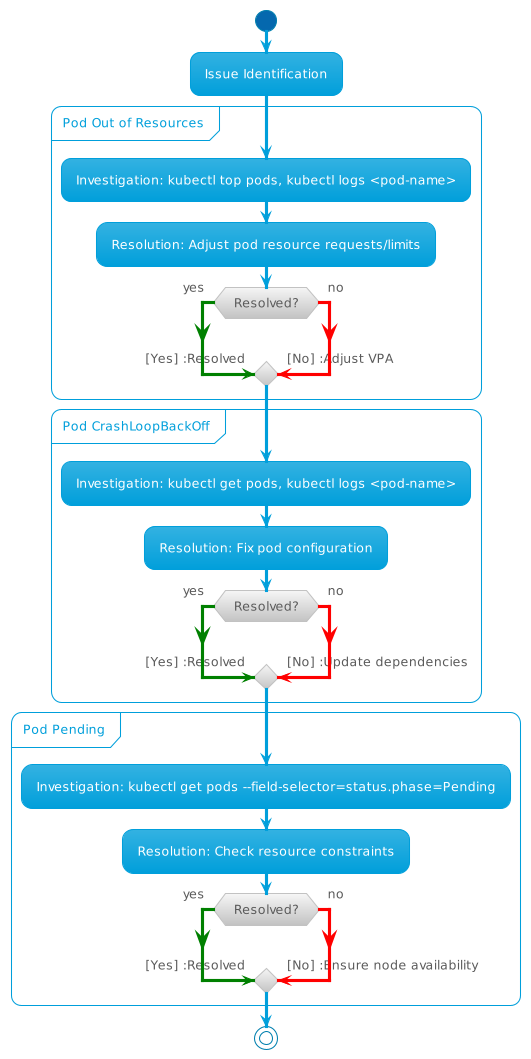 Issue Identification
Pod Out of Resources
Investigation: kubectl top pods, kubectl logs <pod-name>
Resolution: Adjust pod resource requests/limits
yes
Resolved?
no
[Yes] :Resolved
[No] :Adjust VPA
Pod CrashLoopBackOff
Investigation: kubectl get pods, kubectl logs <pod-name>
Resolution: Fix pod configuration
yes
Resolved?
no
[Yes] :Resolved
[No] :Update dependencies
Pod Pending
Investigation: kubectl get pods --field-selector=status.phase=Pending
Resolution: Check resource constraints
yes
Resolved?
no
[Yes] :Resolved
[No] :Ensure node availability